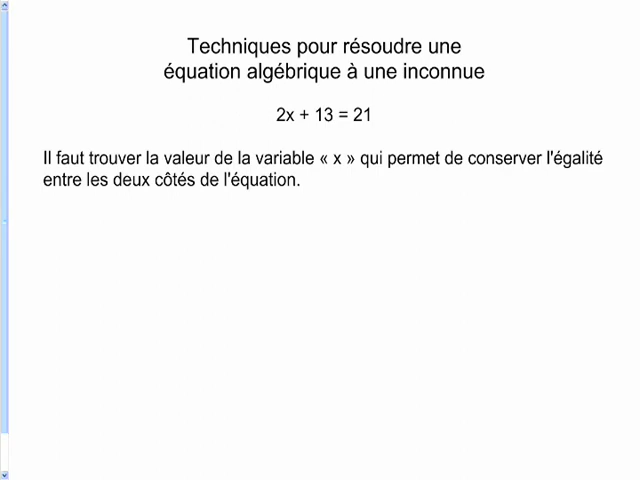 Techniques pour résoudre une
équation algébrique à une inconnue
2x + 13 = 21
Il faut trouver la valeur de la variable « x » qui permet de conserver l'égalité
entre les deux côtés de l'équation.